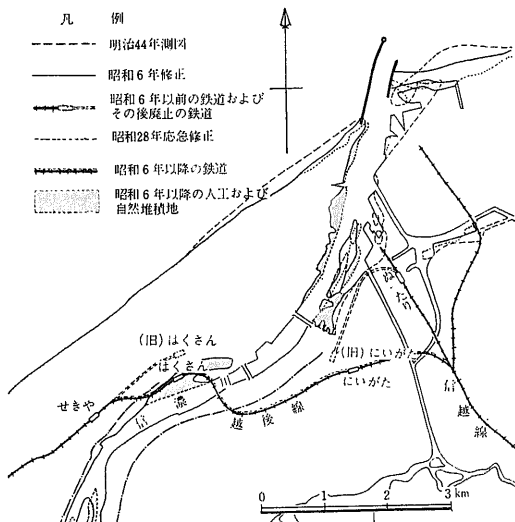 凡 例
明治44年測図
昭和6年修正
昭和6年以前の鉄道および
その後廃止の鉄道
昭和28年応急修正
昭和6年以降の鉄道
昭和6年以降の人工および
自然堆積地
ぬったり
(旧)はくさん
はくさん
(旧)にいがた
にいがた
せきや
信濃
越後線
信越線
0 1 2 3 km